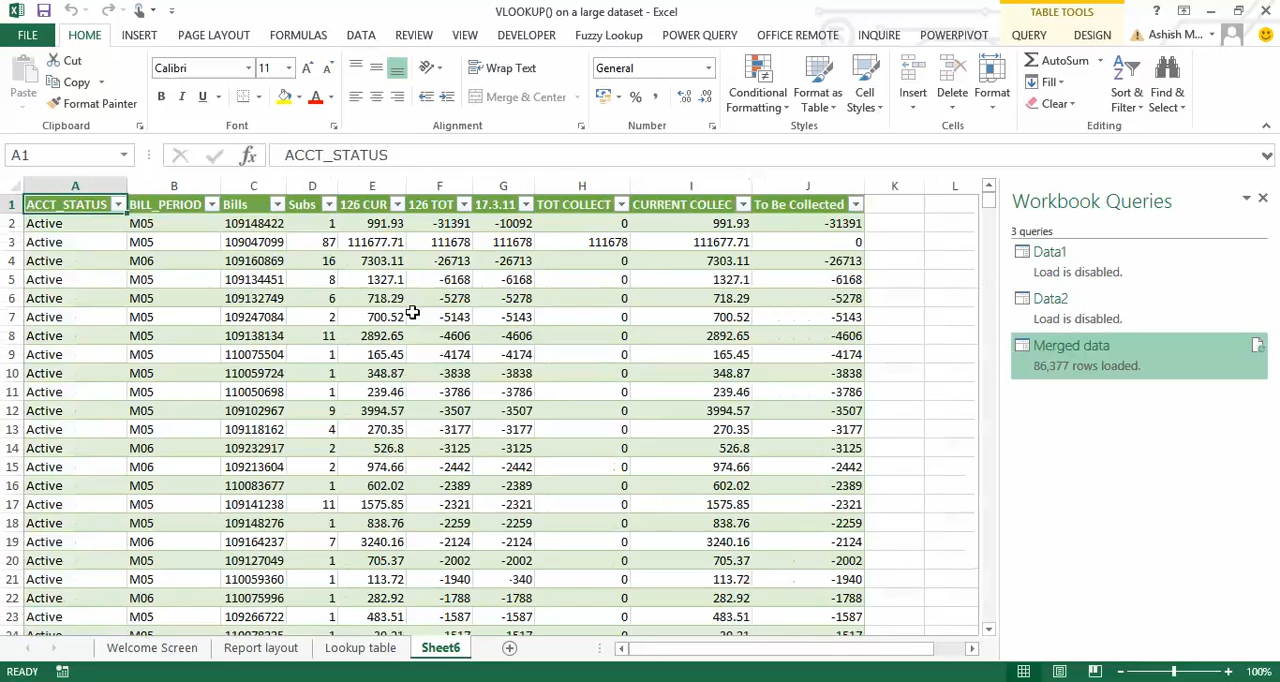 VLOOKUP() on a large dataset - Excel
TABLE TOOLS
FILE HOME INSERT PAGE LAYOUT FORMULAS DATA REVIEW VIEW DEVELOPER Fuzzy Lookup POWER QUERY OFFICE REMOTE INQUIRE POWERPIVOT QUERY DESIGN Ashish M...
Cut
Copy
Format Painter
Paste
Calibri 11
B I U
Wrap Text
Merge & Center
General
Conditional Formatting
Format as Table
Cell Styles
Insert Delete Format
AutoSum
Fill
Clear
Sort & Filter
Find & Select
Clipboard Font Alignment Number Styles Cells Editing
A1 fx ACCT_STATUS
A B C D E F G H I J K L
1 ACCT_STATUS BILL_PERIOD Bills Subs 126 CUR 126 TOT 17.3.11 TOT COLLECT CURRENT COLLEC To Be Collected
2 Active M05 109148422 1 991.93 -31391 -10092 0 991.93 -31391
3 Active M05 109047099 87 111677.71 111678 111678 111678 111677.71 0
4 Active M06 109160869 16 7303.11 -26713 -26713 0 7303.11 -26713
5 Active M05 109134451 8 1327.1 -6168 -6168 0 1327.1 -6168
6 Active M05 109132749 6 718.29 -5278 -5278 0 718.29 -5278
7 Active M05 109247084 2 700.52 -5143 -5143 0 700.52 -5143
8 Active M05 109138134 11 2892.65 -4606 -4606 0 2892.65 -4606
9 Active M05 110075504 1 165.45 -4174 -4174 0 165.45 -4174
10 Active M05 110059724 1 348.87 -3838 -3838 0 348.87 -3838
11 Active M05 110050698 1 239.46 -3786 -3786 0 239.46 -3786
12 Active M05 109102967 9 3994.57 -3507 -3507 0 3994.57 -3507
13 Active M05 109118162 4 270.35 -3177 -3177 0 270.35 -3177
14 Active M06 109232917 2 526.8 -3125 -3125 0 526.8 -3125
15 Active M06 109213604 2 974.66 -2442 -2442 0 974.66 -2442
16 Active M05 110083677 1 602.02 -2389 -2389 0 602.02 -2389
17 Active M05 109141238 11 1575.85 -2321 -2321 0 1575.85 -2321
18 Active M05 109148276 1 838.76 -2259 -2259 0 838.76 -2259
19 Active M06 109164237 7 3240.16 -2124 -2124 0 3240.16 -2124
20 Active M05 109127049 1 705.37 -2002 -2002 0 705.37 -2002
21 Active M05 110059360 1 113.72 -1940 -340 0 113.72 -1940
22 Active M06 110075996 1 282.92 -1788 -1788 0 282.92 -1788
23 Active M05 109266722 1 483.51 -1587 -1587 0 483.51 -1587
Workbook Queries
3 queries
Data1
Load is disabled.
Data2
Load is disabled.
Merged data
86,377 rows loaded.
Welcome Screen Report layout Lookup table Sheet6
READY 100%